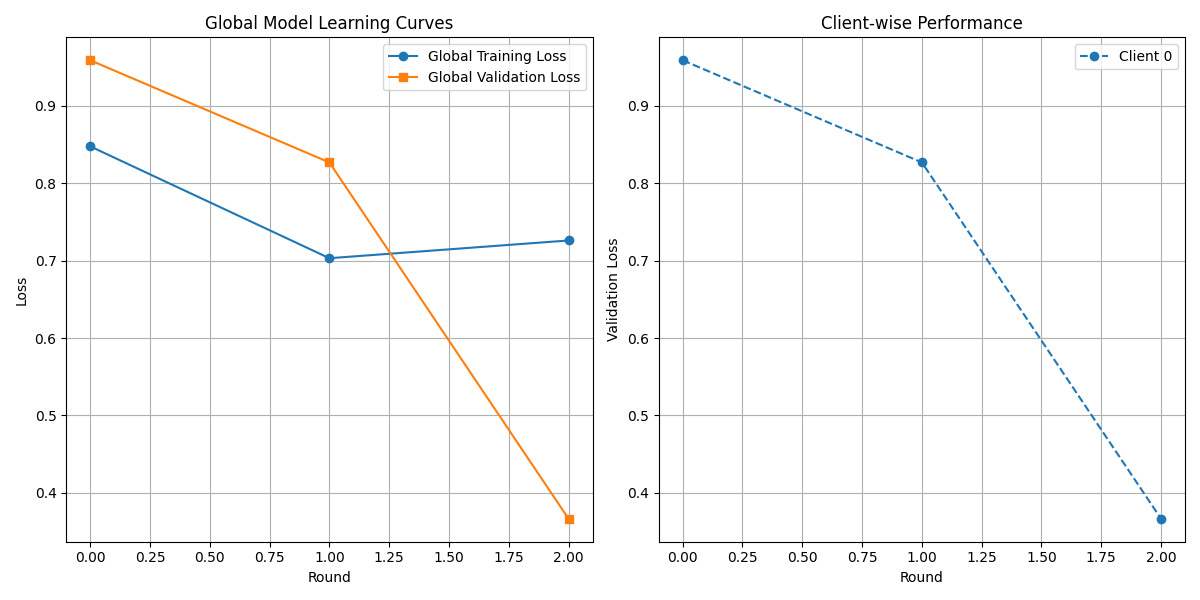 Global Model Learning Curves
Global Training Loss
Global Validation Loss
Loss
0.9
0.8
0.7
0.6
0.5
0.4
0.00 0.25 0.50 0.75 1.00 1.25 1.50 1.75 2.00
Round
Client-wise Performance
Client 0
Validation Loss
0.9
0.8
0.7
0.6
0.5
0.4
0.00 0.25 0.50 0.75 1.00 1.25 1.50 1.75 2.00
Round